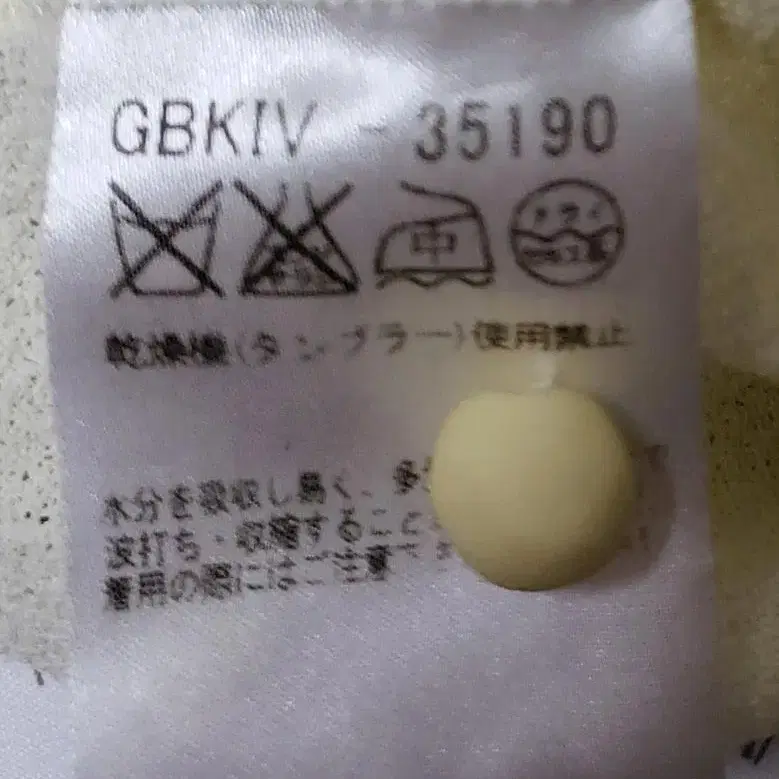 GBKIV - 35190
中 ドライ
乾燥機(タンブラー)使用禁止
水分を吸収し易く、多
波打ち・収縮すること
着用の際にはご注意